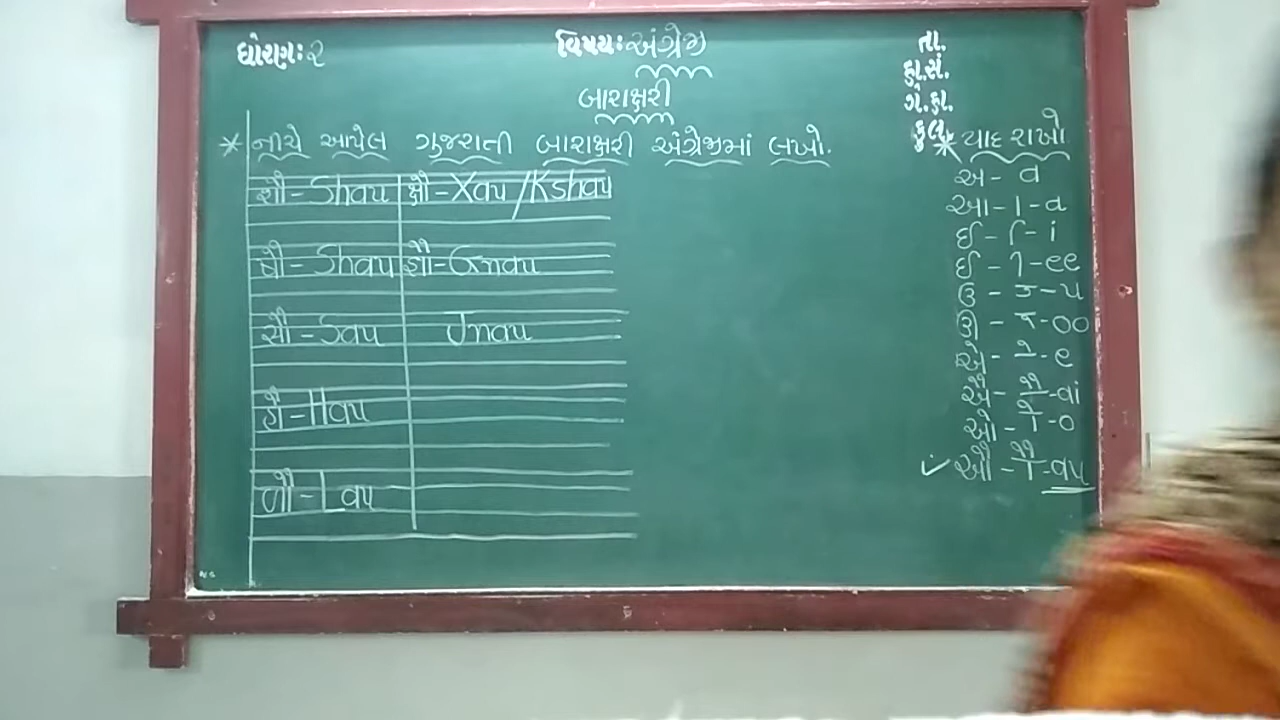 ધોરણ: ૨
વિષય: અંગ્રેજી
તા.
હા.સં.
ગે.હા.
કુલ
બારાક્ષરી
* નીચે આપેલ ગુજરાતી બારાક્ષરી અંગ્રેજીમાં લખો.
શૌ - Shau
ક્ષૌ - Xau / Kshau
ષૌ - Shau
જ્ઞૌ - Gnau
સૌ - Sau
Jnau
હૌ - Hau
ળૌ - Lau
* યાદ રાખો
અ - a
આ - ા - a
ઇ - િ - i
ઈ - ી - ee
ઉ - ુ - u
ઊ - ૂ - oo
એ - ે - e
ઐ - ૈ - ai
ઓ - ો - o
✓ ઔ - ૌ - au